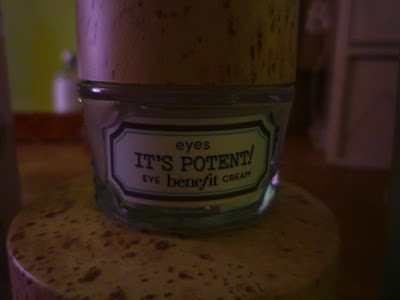 eyes
IT'S POTENT!
EYE benefit CREAM